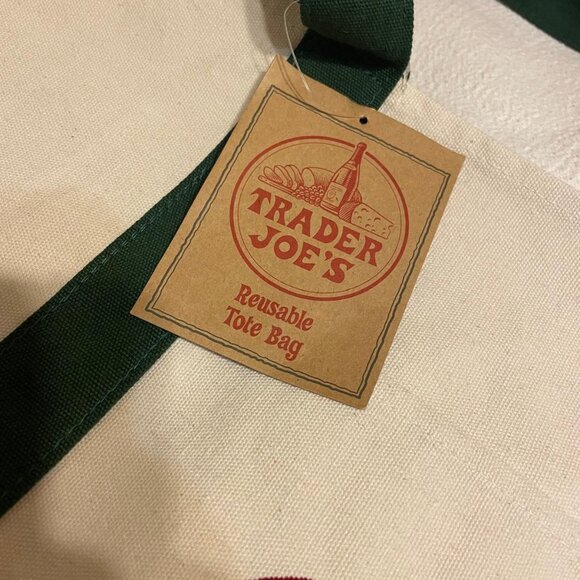 TRADER
JOE'S
Reusable
Tote Bag